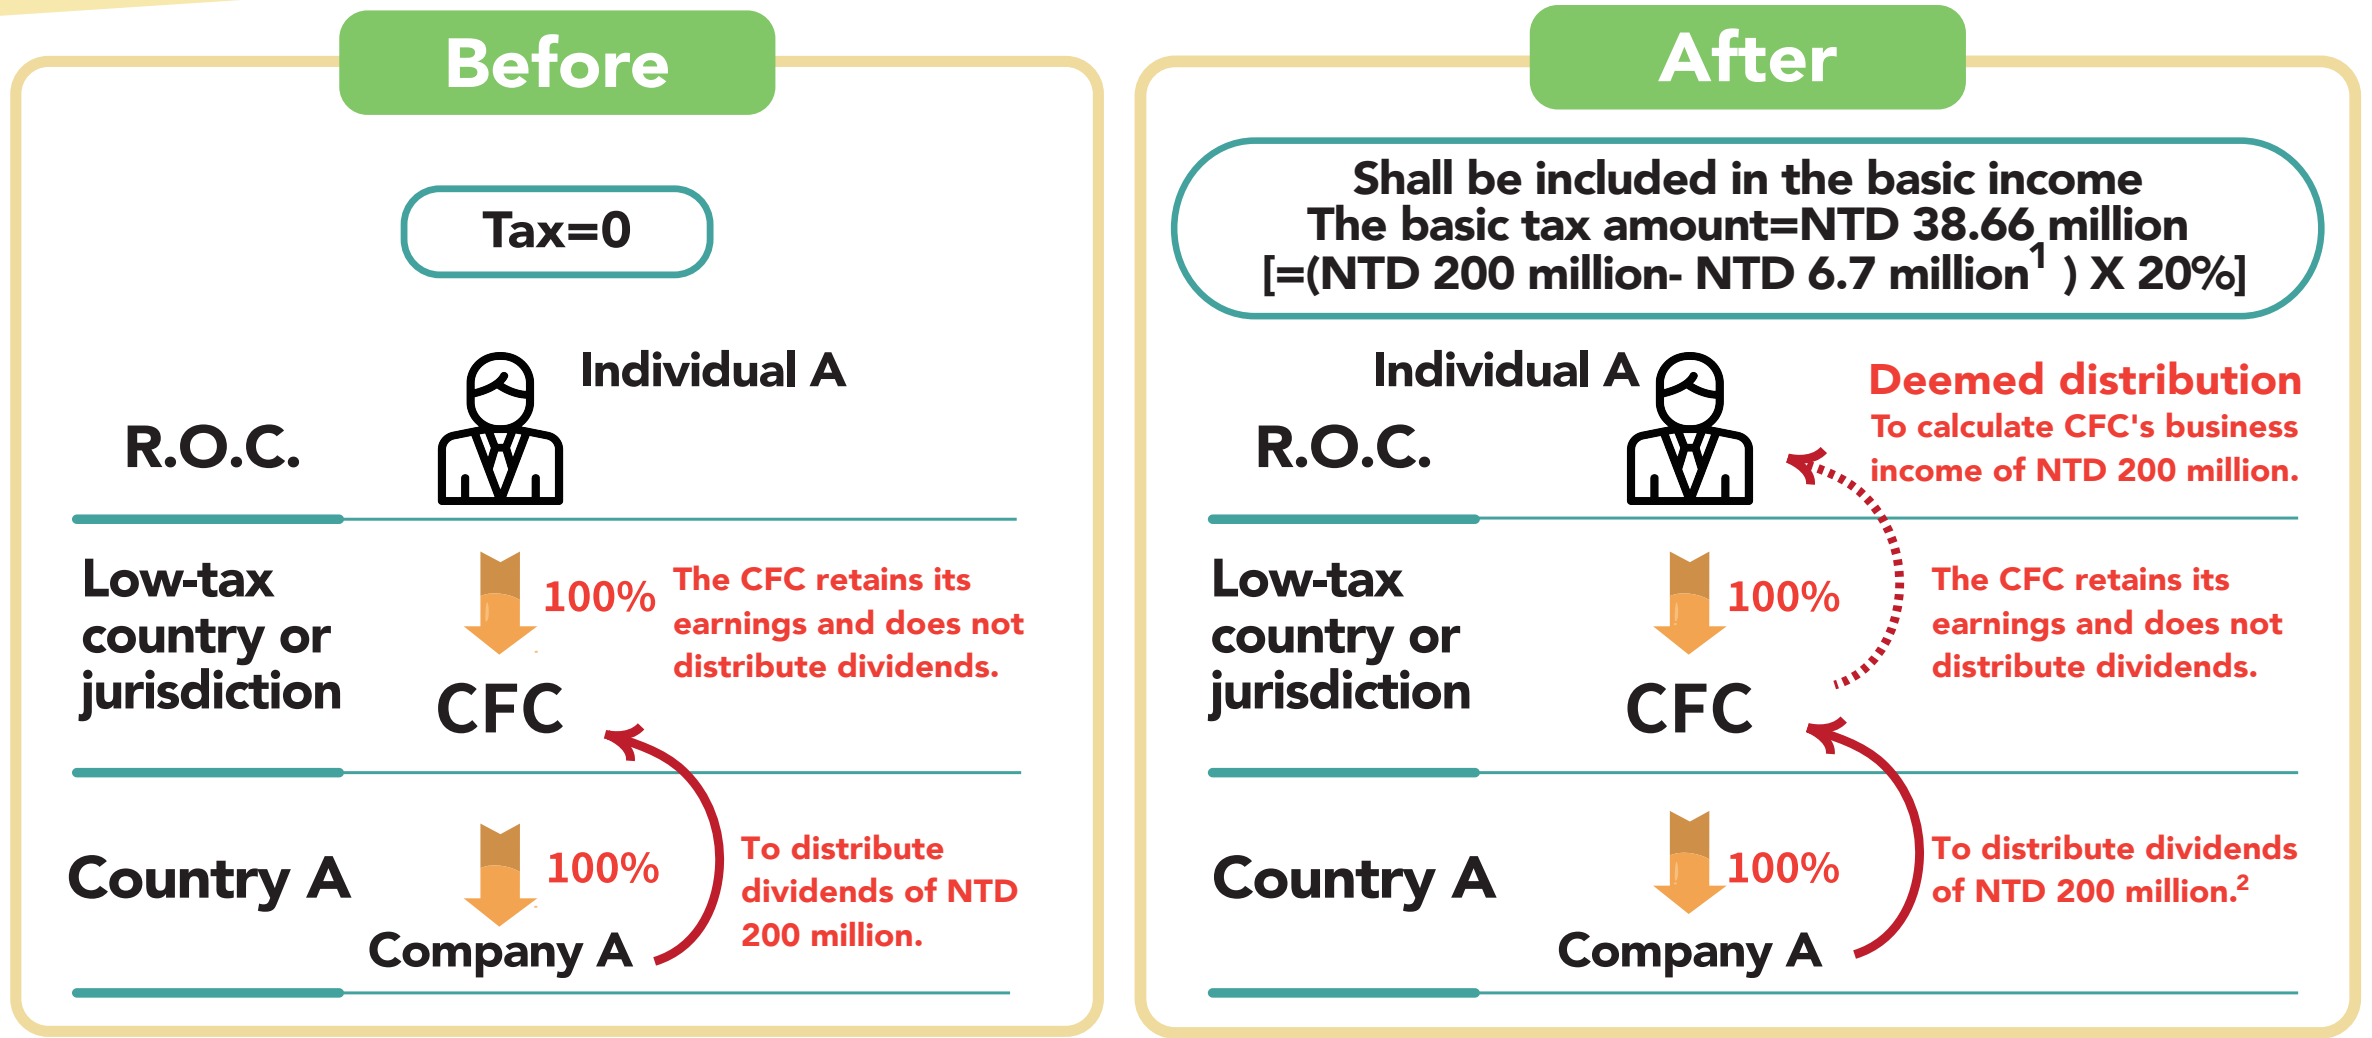 Before
Tax=0
Individual A
R.O.C.
Low-tax
country or
jurisdiction
100%
The CFC retains its
earnings and does not
distribute dividends.
CFC
Country A
100%
To distribute
dividends of NTD
200 million.
Company A
After
Shall be included in the basic income
The basic tax amount=NTD 38.66 million
[=(NTD 200 million- NTD 6.7 million¹ ) X 20%]
Individual A
R.O.C.
Deemed distribution
To calculate CFC's business
income of NTD 200 million.
Low-tax
country or
jurisdiction
100%
The CFC retains its
earnings and does not
distribute dividends.
CFC
Country A
100%
To distribute dividends
of NTD 200 million.²
Company A